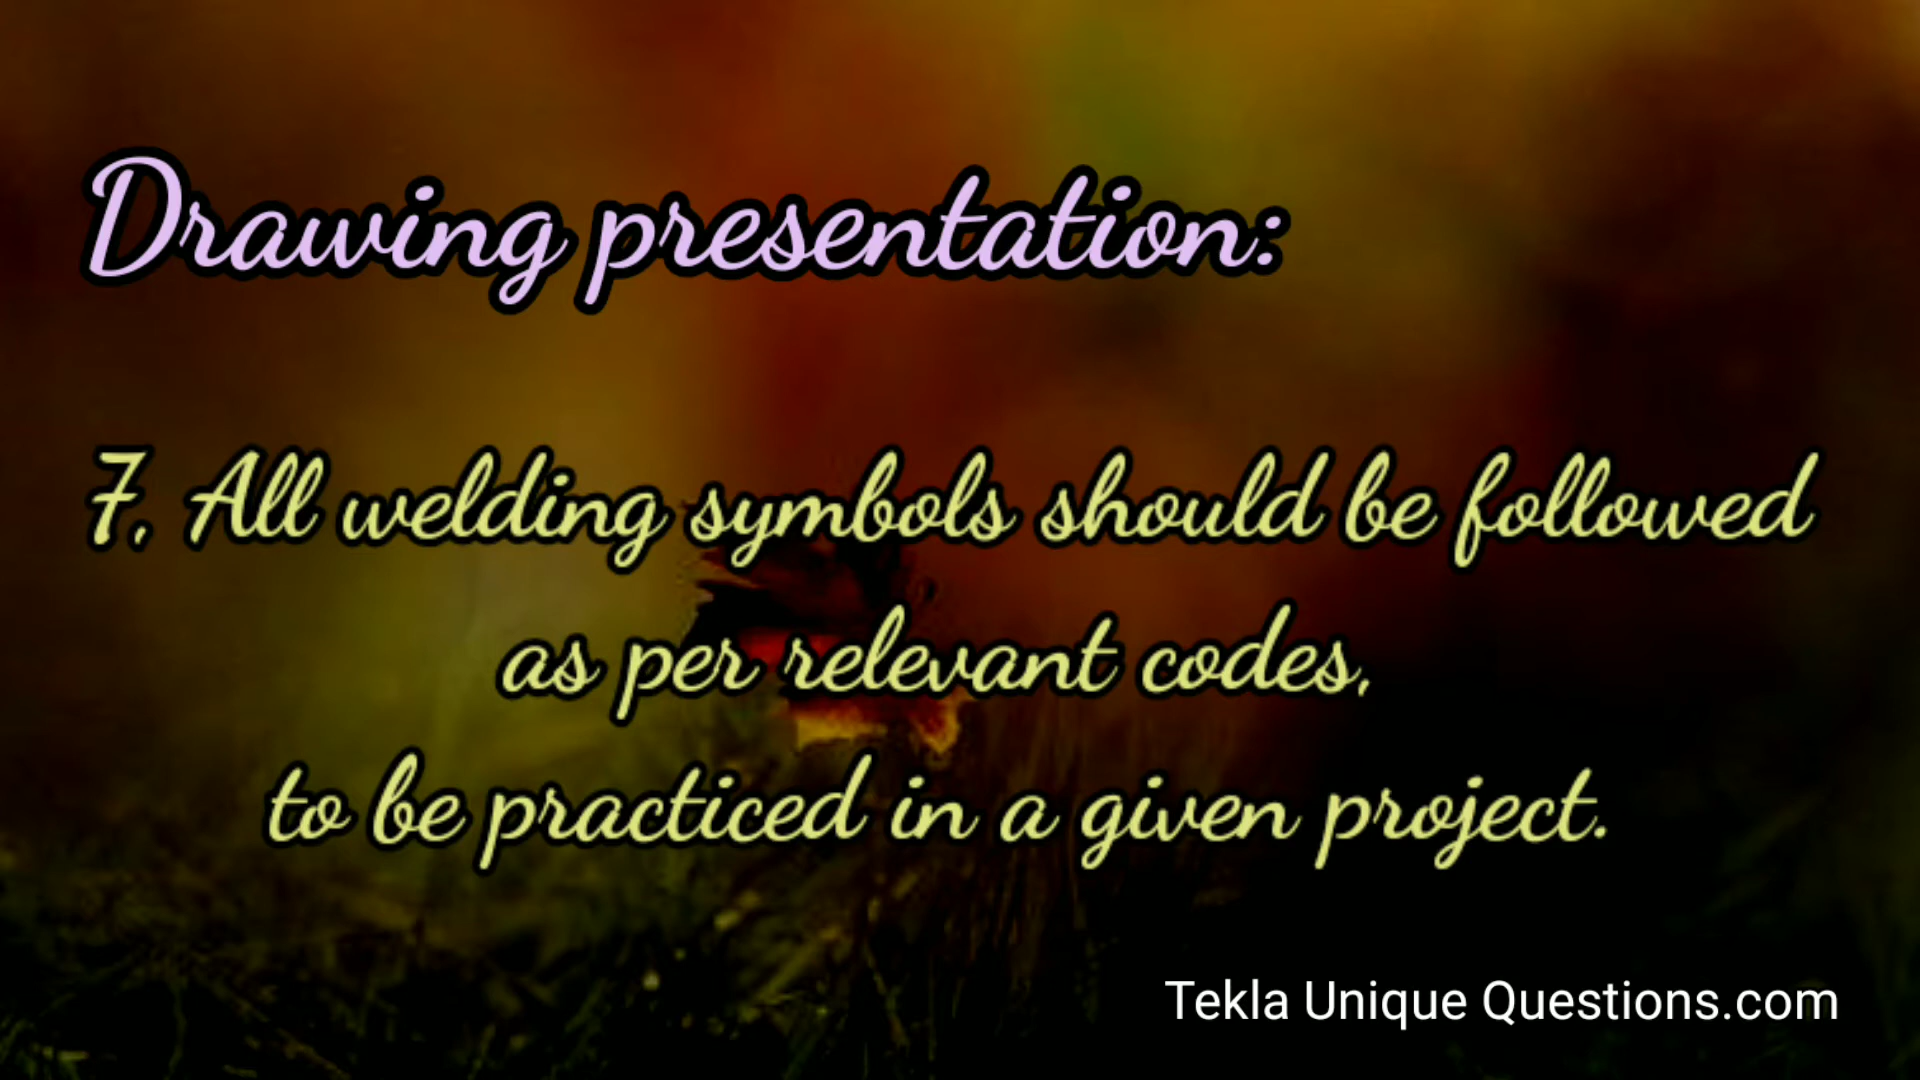 Drawing presentation:
7. All welding symbols should be followed
as per relevant codes,
to be practiced in a given project.
Tekla Unique Questions.com